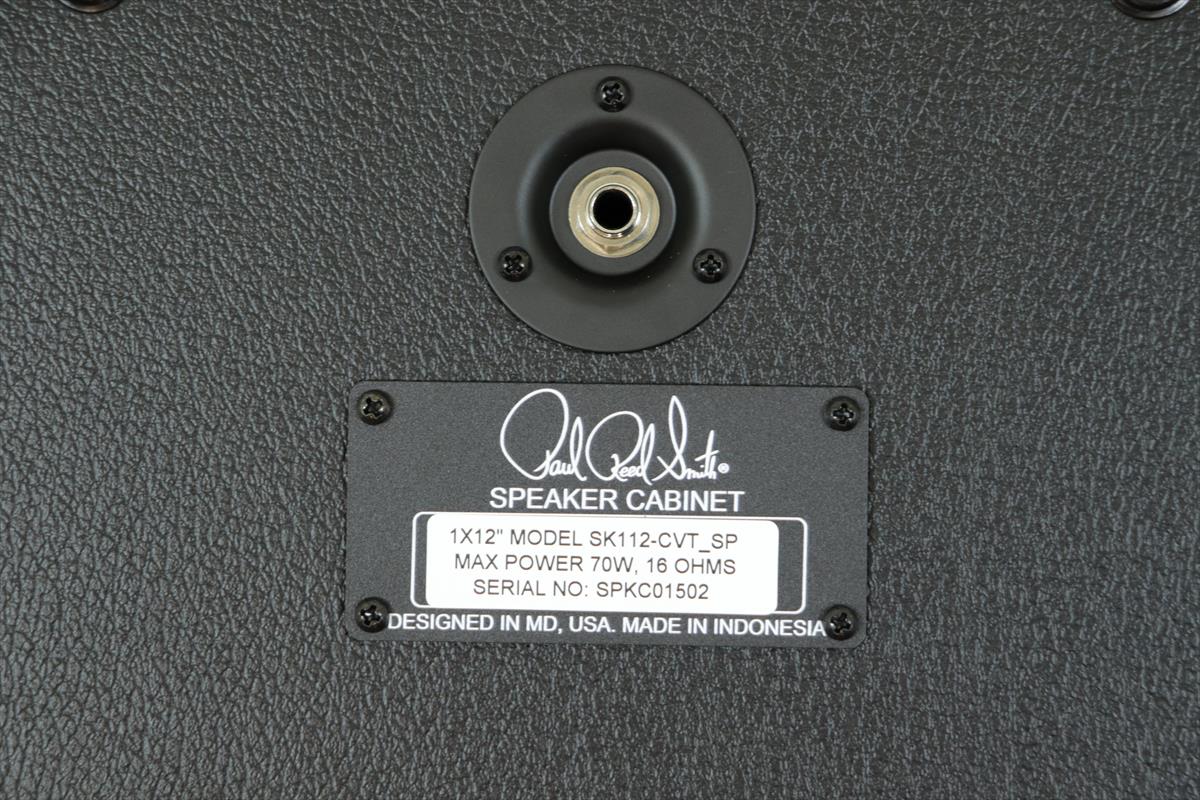 Paul Reed Smith®
SPEAKER CABINET
1X12" MODEL SK112-CVT_SP
MAX POWER 70W, 16 OHMS
SERIAL NO: SPKC01502
DESIGNED IN MD, USA. MADE IN INDONESIA